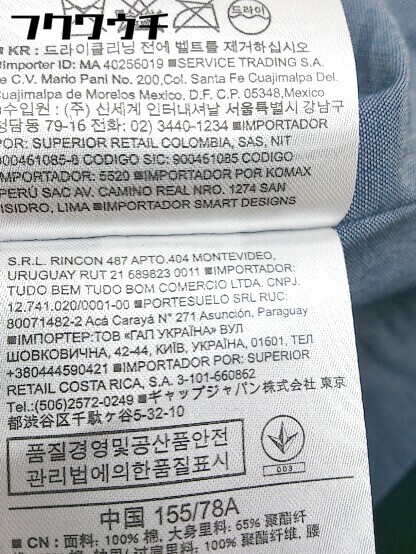 フクウクウチ
드라이
■ KR : 드라이클리닝 전에 벨트를 제거하십시오
Importer ID: MA 40256019 ■SERVICE TRADING S.A.
e C.V. Mario Pani No. 200,Col. Santa Fe Cuajimalpa Del.
Cuajimalpa de Morelos Mexico, D.F. C.P. 05348,Mexico
수입원 : (주) 신세계 인터내셔날 서울특별시 강남구
청담동 79-16 전화: 02) 3440-1234 ■IMPORTADOR
POR: SUPERIOR RETAIL COLOMBIA, SAS, NIT
900461085-8 CODIGO SIC: 900461085 CODIGO
IMPORTADOR: 5520 ■IMPORTADOR POR KOMAX
PERÚ SAC AV. CAMINO REAL NRO. 1274 SAN
ISIDRO, LIMA ■IMPORTADOR SMART DESIGNS
S.R.L. RINCON 487 APTO.404 MONTEVIDEO,
URUGUAY RUT 21 689823 0011 ■IMPORTADOR:
TUDO BEM TUDO BOM COMERCIO LTDA. CNPJ.
12.741.020/0001-00 ■PORTESUELO SRL RUC:
80071482-2 Acá Carayá N° 271 Asunción, Paraguay
■ІМПОРТЕР:ТОВ «ГАП УКРАЇНА» ВУЛ
ШОВКОВИЧНА, 42-44, КИЇВ, УКРАЇНА, 01601, ТЕЛ
+380444590421 ■IMPORTADOR POR: SUPERIOR
RETAIL COSTA RICA, S.A. 3-101-660862
Tel.:(506)2572-0249 ■ギャップジャパン株式会社 東京
都渋谷区千駄ヶ谷5-32-10
품질경영및공산품안전
관리법에의한품질표시
003
中国 155/78A
■ CN : 面料: 100% 棉, 大身里料: 65% 聚酯纤